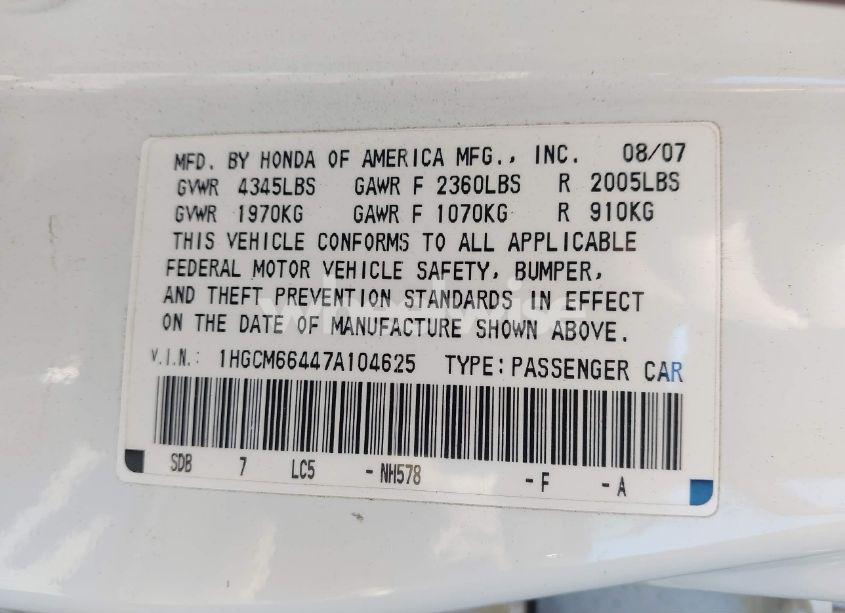 MFD. BY HONDA OF AMERICA MFG., INC. 08/07
GVWR 4345LBS GAWR F 2360LBS R 2005LBS
GVWR 1970KG GAWR F 1070KG R 910KG
THIS VEHICLE CONFORMS TO ALL APPLICABLE
FEDERAL MOTOR VEHICLE SAFETY, BUMPER,
AND THEFT PREVENTION STANDARDS IN EFFECT
ON THE DATE OF MANUFACTURE SHOWN ABOVE.
V.I.N.: 1HGCM66447A104625 TYPE: PASSENGER CAR
SDB 7 LC5 -NH578 -F -A